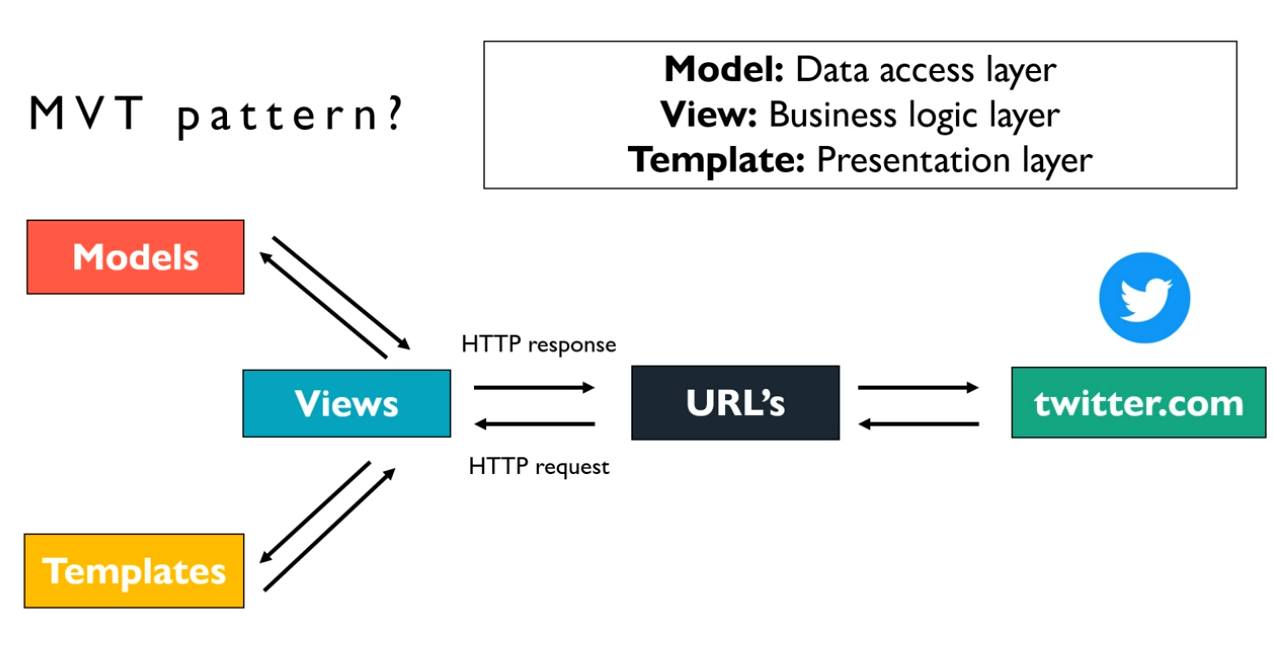 MVT pattern?
Model: Data access layer
View: Business logic layer
Template: Presentation layer
Models
HTTP response
Views
URL’s
twitter.com
HTTP request
Templates